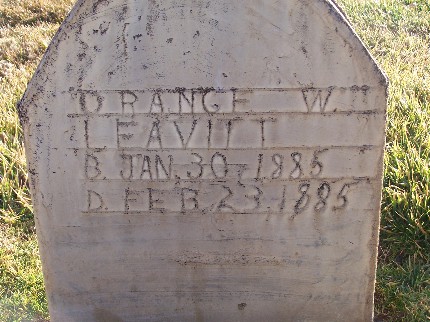 ORANGE W.
LEAVITT
B. JAN. 30-1885
D. FEB. 23, 1885